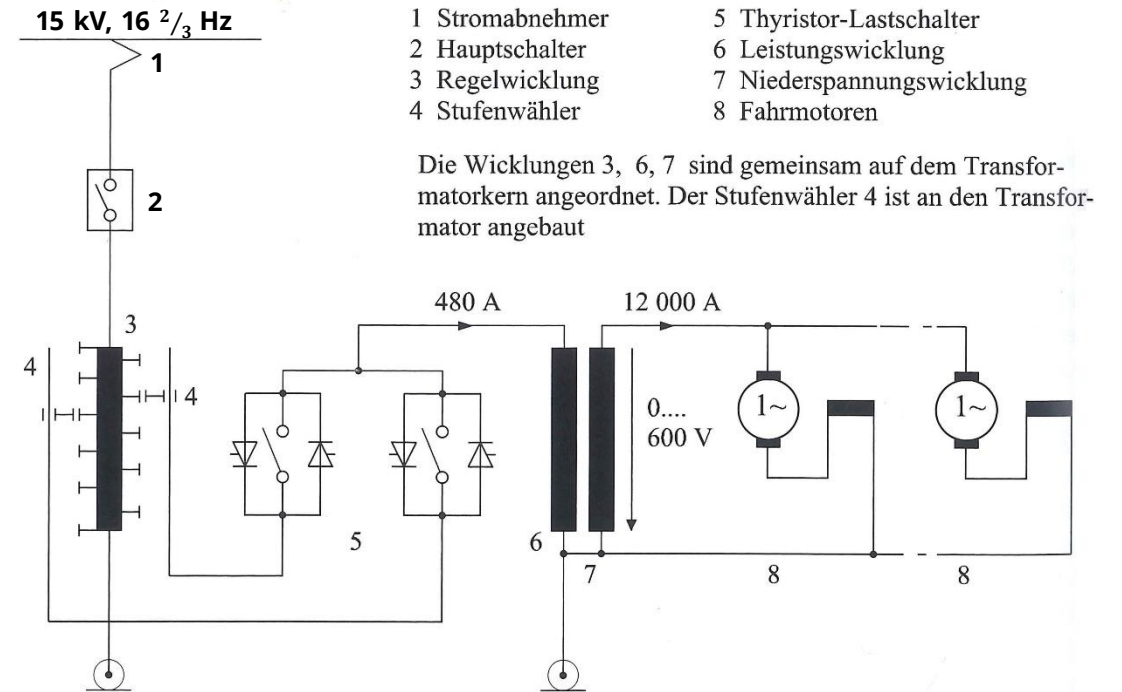 15 kV, 16 2/3 Hz
1
1 Stromabnehmer
2 Hauptschalter
3 Regelwicklung
4 Stufenwähler
5 Thyristor-Lastschalter
6 Leistungswicklung
7 Niederspannungswicklung
8 Fahrmotoren
Die Wicklungen 3, 6, 7 sind gemeinsam auf dem Transfor-
matorkern angeordnet. Der Stufenwähler 4 ist an den Transfor-
mator angebaut
2
480 A
12 000 A
3
4
4
0....
600 V
1~
1~
5
6
7
8
8